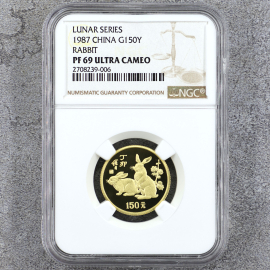 LUNAR SERIES
1987 CHINA G150Y
RABBIT
PF 69 ULTRA CAMEO
2708239-006
NUMISMATIC GUARANTY CORPORATION
NGC
丁卯
150元